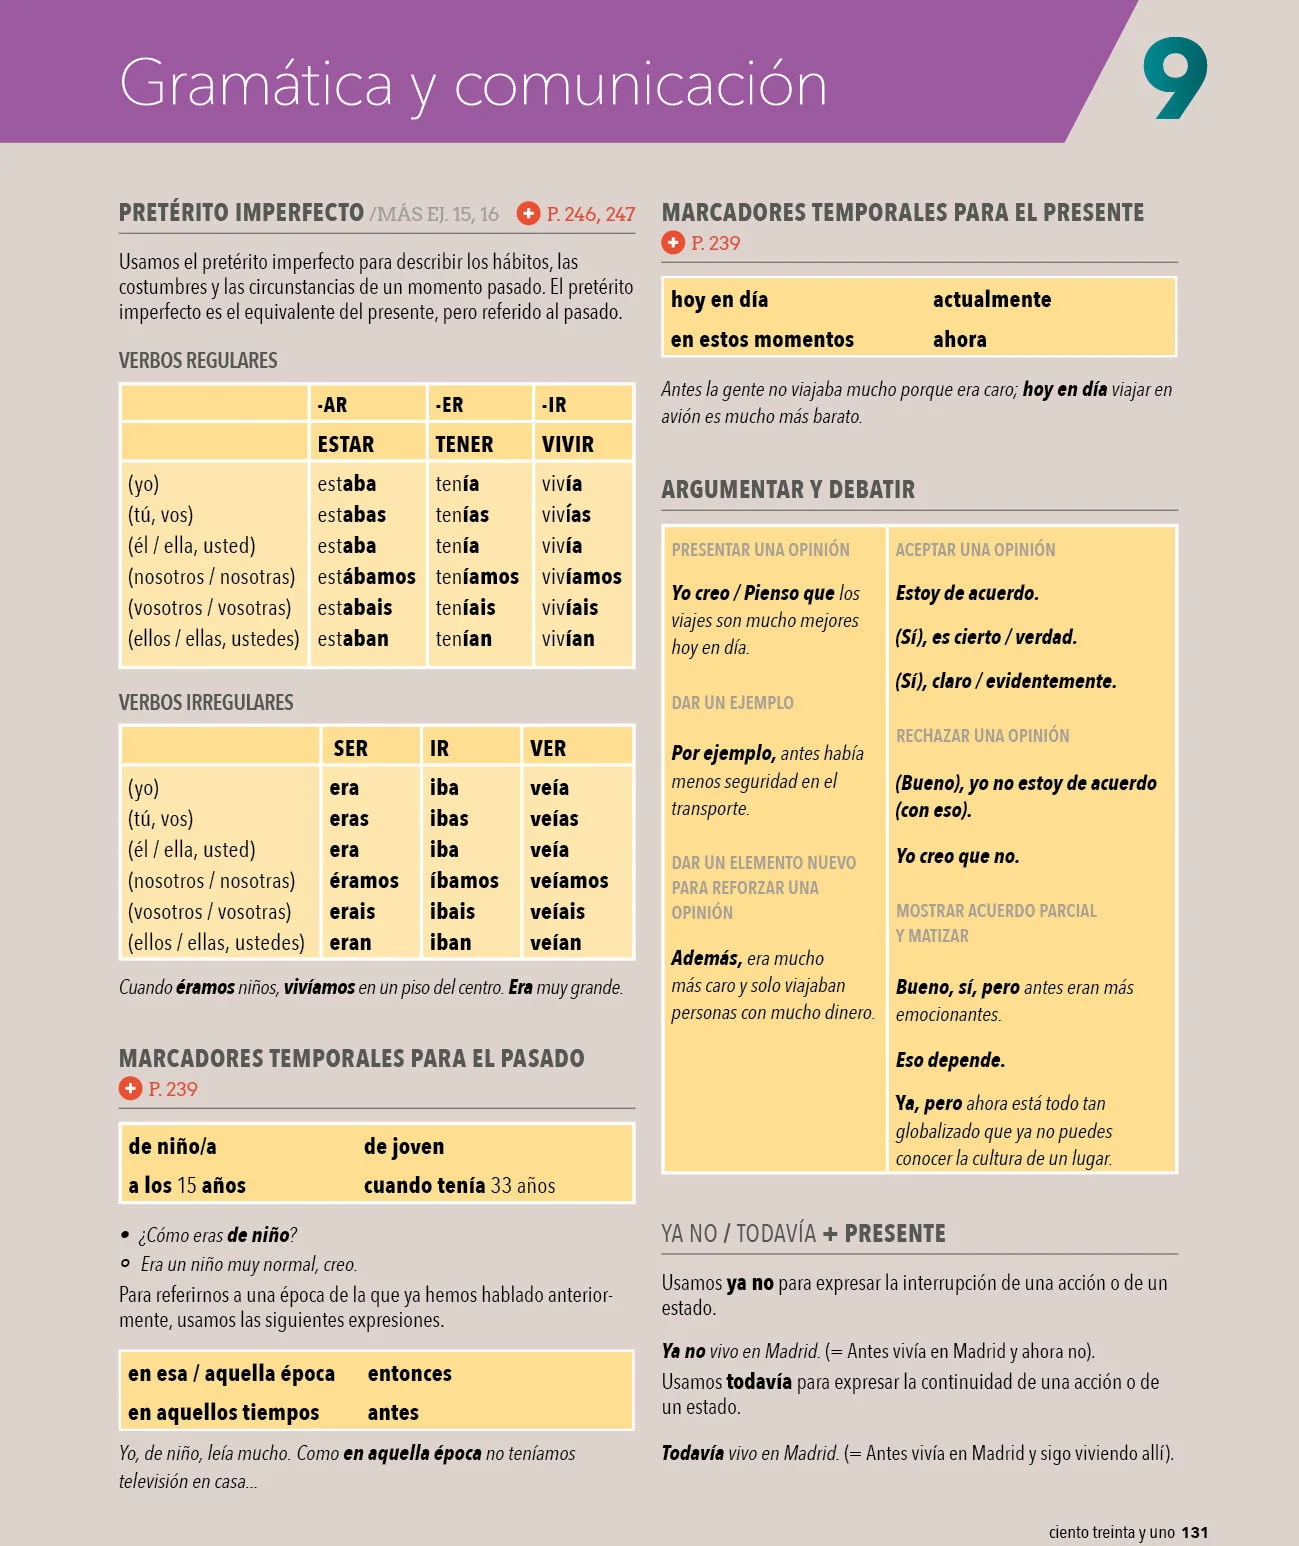 Gramática y comunicación
9
PRETÉRITO IMPERFECTO /MÁS EJ. 15, 16 + P. 246, 247
Usamos el pretérito imperfecto para describir los hábitos, las
costumbres y las circunstancias de un momento pasado. El pretérito
imperfecto es el equivalente del presente, pero referido al pasado.
VERBOS REGULARES
-AR -ER -IR
ESTAR TENER VIVIR
(yo) estaba tenía vivía
(tú, vos) estabas tenías vivías
(él / ella, usted) estaba tenía vivía
(nosotros / nosotras) estábamos teníamos vivíamos
(vosotros / vosotras) estabais teníais vivíais
(ellos / ellas, ustedes) estaban tenían vivían
VERBOS IRREGULARES
SER IR VER
(yo) era iba veía
(tú, vos) eras ibas veías
(él / ella, usted) era iba veía
(nosotros / nosotras) éramos íbamos veíamos
(vosotros / vosotras) erais ibais veíais
(ellos / ellas, ustedes) eran iban veían
Cuando éramos niños, vivíamos en un piso del centro. Era muy grande.
MARCADORES TEMPORALES PARA EL PASADO
+ P. 239
de niño/a de joven
a los 15 años cuando tenía 33 años
• ¿Cómo eras de niño?
○ Era un niño muy normal, creo.
Para referirnos a una época de la que ya hemos hablado anterior-
mente, usamos las siguientes expresiones.
en esa / aquella época entonces
en aquellos tiempos antes
Yo, de niño, leía mucho. Como en aquella época no teníamos
televisión en casa...
MARCADORES TEMPORALES PARA EL PRESENTE
+ P. 239
hoy en día actualmente
en estos momentos ahora
Antes la gente no viajaba mucho porque era caro; hoy en día viajar en
avión es mucho más barato.
ARGUMENTAR Y DEBATIR
PRESENTAR UNA OPINIÓN
Yo creo / Pienso que los
viajes son mucho mejores
hoy en día.
DAR UN EJEMPLO
Por ejemplo, antes había
menos seguridad en el
transporte.
DAR UN ELEMENTO NUEVO
PARA REFORZAR UNA
OPINIÓN
Además, era mucho
más caro y solo viajaban
personas con mucho dinero.
ACEPTAR UNA OPINIÓN
Estoy de acuerdo.
(Sí), es cierto / verdad.
(Sí), claro / evidentemente.
RECHAZAR UNA OPINIÓN
(Bueno), yo no estoy de acuerdo
(con eso).
Yo creo que no.
MOSTRAR ACUERDO PARCIAL
Y MATIZAR
Bueno, sí, pero antes eran más
emocionantes.
Eso depende.
Ya, pero ahora está todo tan
globalizado que ya no puedes
conocer la cultura de un lugar.
YA NO / TODAVÍA + PRESENTE
Usamos ya no para expresar la interrupción de una acción o de un
estado.
Ya no vivo en Madrid. (= Antes vivía en Madrid y ahora no).
Usamos todavía para expresar la continuidad de una acción o de
un estado.
Todavía vivo en Madrid. (= Antes vivía en Madrid y sigo viviendo allí).
ciento treinta y uno 131